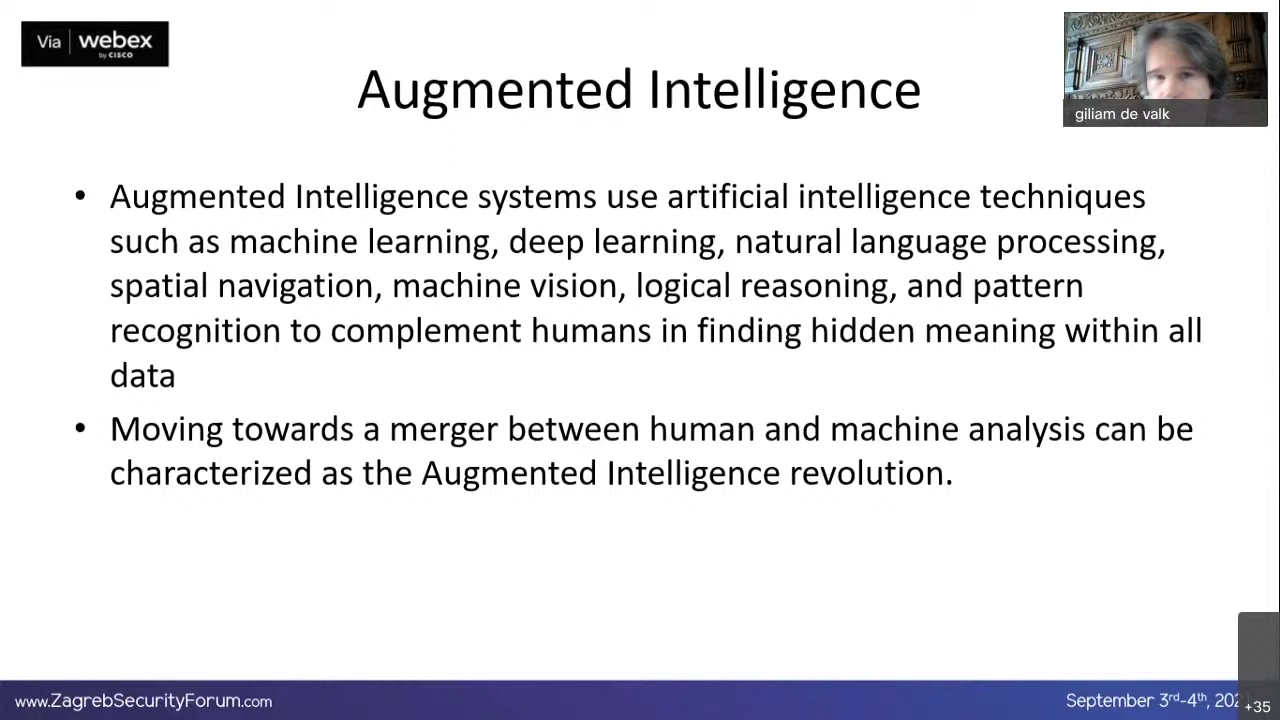 Via webex
by CISCO
giliam de valk
Augmented Intelligence
• Augmented Intelligence systems use artificial intelligence techniques
such as machine learning, deep learning, natural language processing,
spatial navigation, machine vision, logical reasoning, and pattern
recognition to complement humans in finding hidden meaning within all
data
• Moving towards a merger between human and machine analysis can be
characterized as the Augmented Intelligence revolution.
www.ZagrebSecurityForum.com
September 3rd-4th,
+35